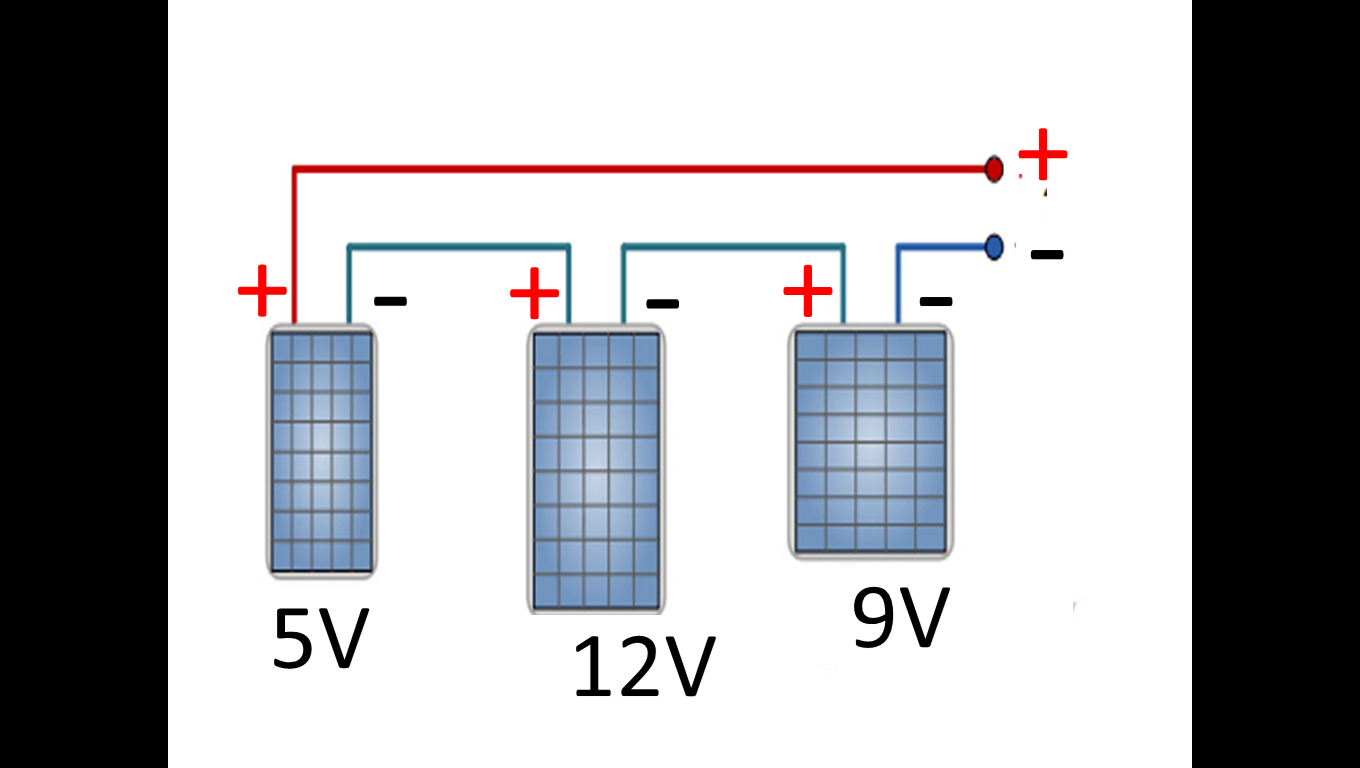 +
−
+ − + − + −
5V
12V
9V